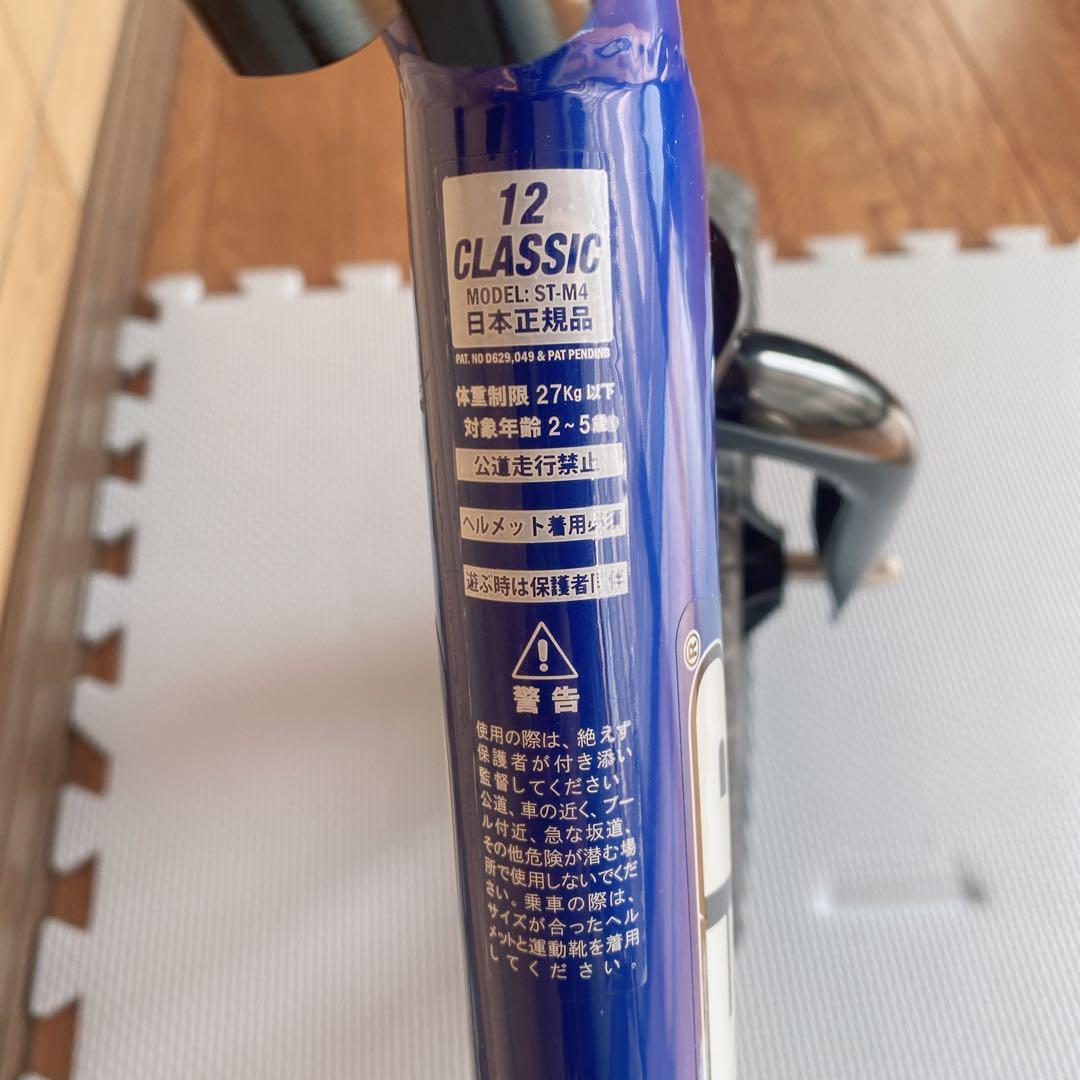 12
CLASSIC
MODEL: ST-M4
日本正規品
PAT. NO D629,049 & PAT PENDING
体重制限 27Kg 以下
対象年齢 2~5歳
公道走行禁止
ヘルメット着用必須
遊ぶ時は保護者同伴
警告
使用の際は、絶えず
保護者が付き添い
監督してください
公道、車の近く、プー
ル付近、急な坂道、
その他危険が潜む場
所で使用しないでくだ
さい。乗車の際は、
サイズが合ったヘル
メットと運動靴を着用
してください。
®